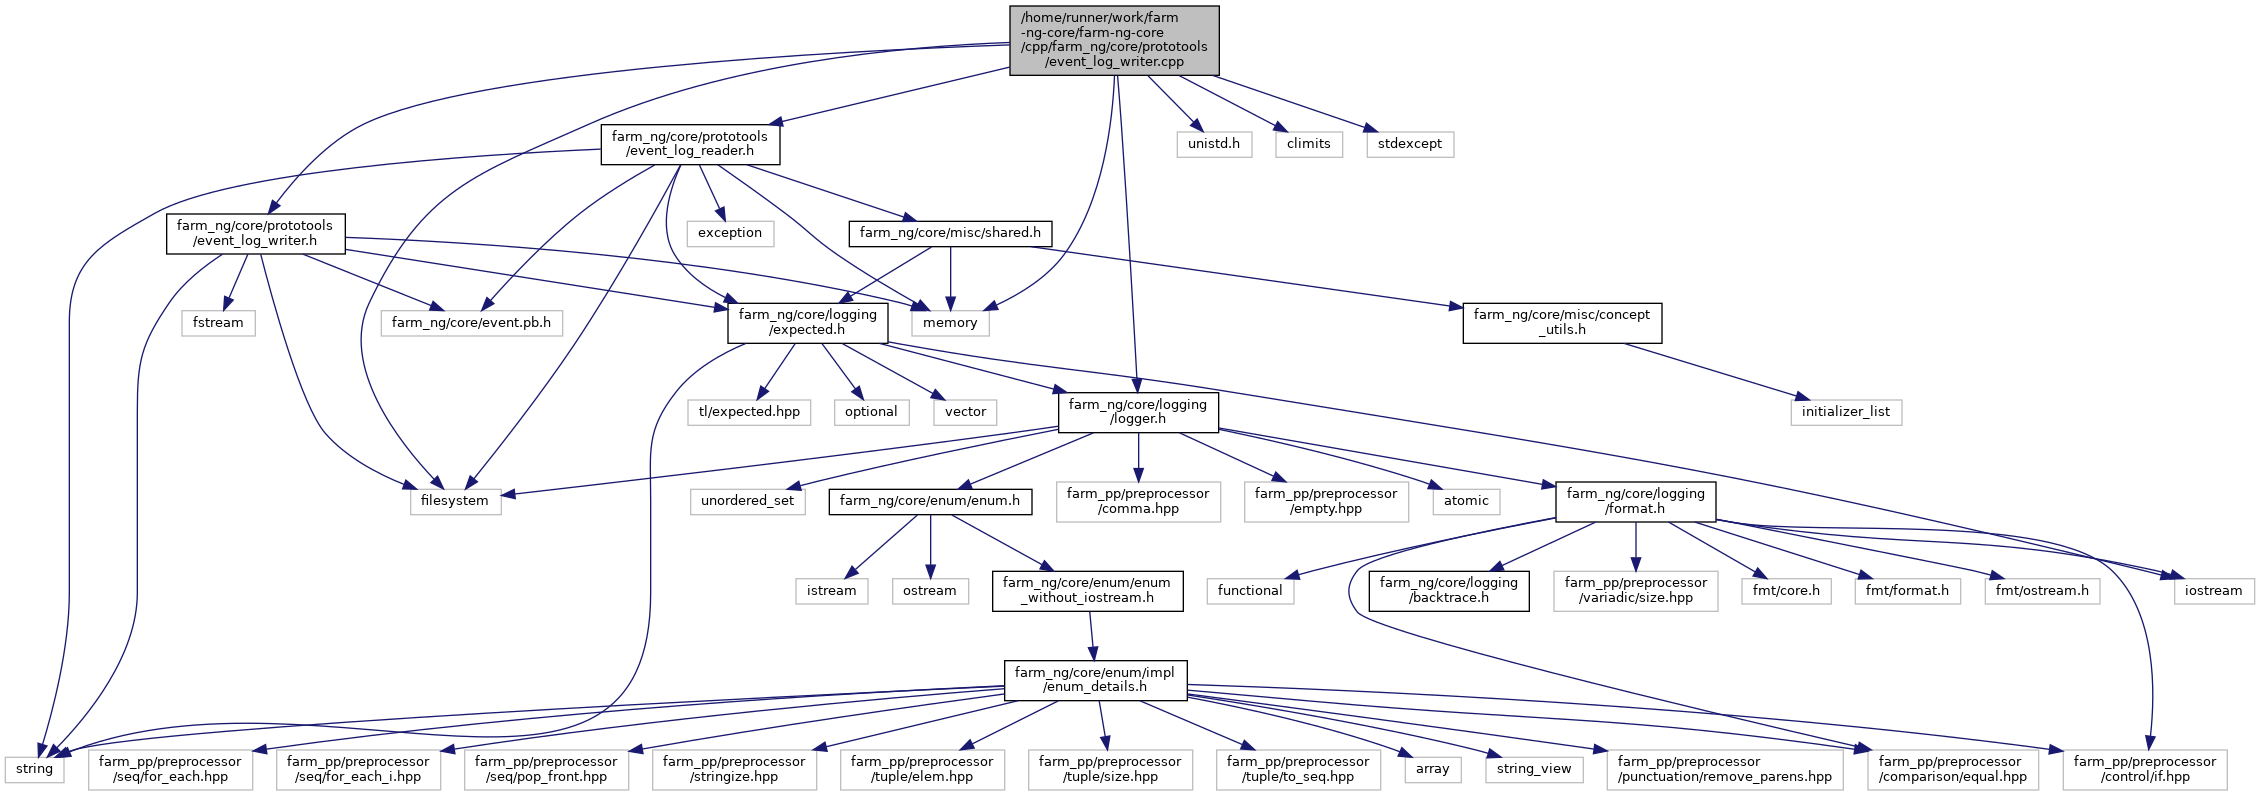 /home/runner/work/farm
-ng-core/farm-ng-core
/cpp/farm_ng/core/prototools
/event_log_writer.cpp
farm_ng/core/prototools
/event_log_reader.h
unistd.h
climits
stdexcept
farm_ng/core/prototools
/event_log_writer.h
exception
farm_ng/core/misc/shared.h
fstream
farm_ng/core/event.pb.h
farm_ng/core/logging
/expected.h
memory
farm_ng/core/misc/concept
_utils.h
tl/expected.hpp
optional
vector
farm_ng/core/logging
/logger.h
initializer_list
filesystem
unordered_set
farm_ng/core/enum/enum.h
farm_pp/preprocessor
/comma.hpp
farm_pp/preprocessor
/empty.hpp
atomic
farm_ng/core/logging
/format.h
istream
ostream
farm_ng/core/enum/enum
_without_iostream.h
functional
farm_ng/core/logging
/backtrace.h
farm_pp/preprocessor
/variadic/size.hpp
fmt/core.h
fmt/format.h
fmt/ostream.h
iostream
farm_ng/core/enum/impl
/enum_details.h
string
farm_pp/preprocessor
/seq/for_each.hpp
farm_pp/preprocessor
/seq/for_each_i.hpp
farm_pp/preprocessor
/seq/pop_front.hpp
farm_pp/preprocessor
/stringize.hpp
farm_pp/preprocessor
/tuple/elem.hpp
farm_pp/preprocessor
/tuple/size.hpp
farm_pp/preprocessor
/tuple/to_seq.hpp
array
string_view
farm_pp/preprocessor
/punctuation/remove_parens.hpp
farm_pp/preprocessor
/comparison/equal.hpp
farm_pp/preprocessor
/control/if.hpp